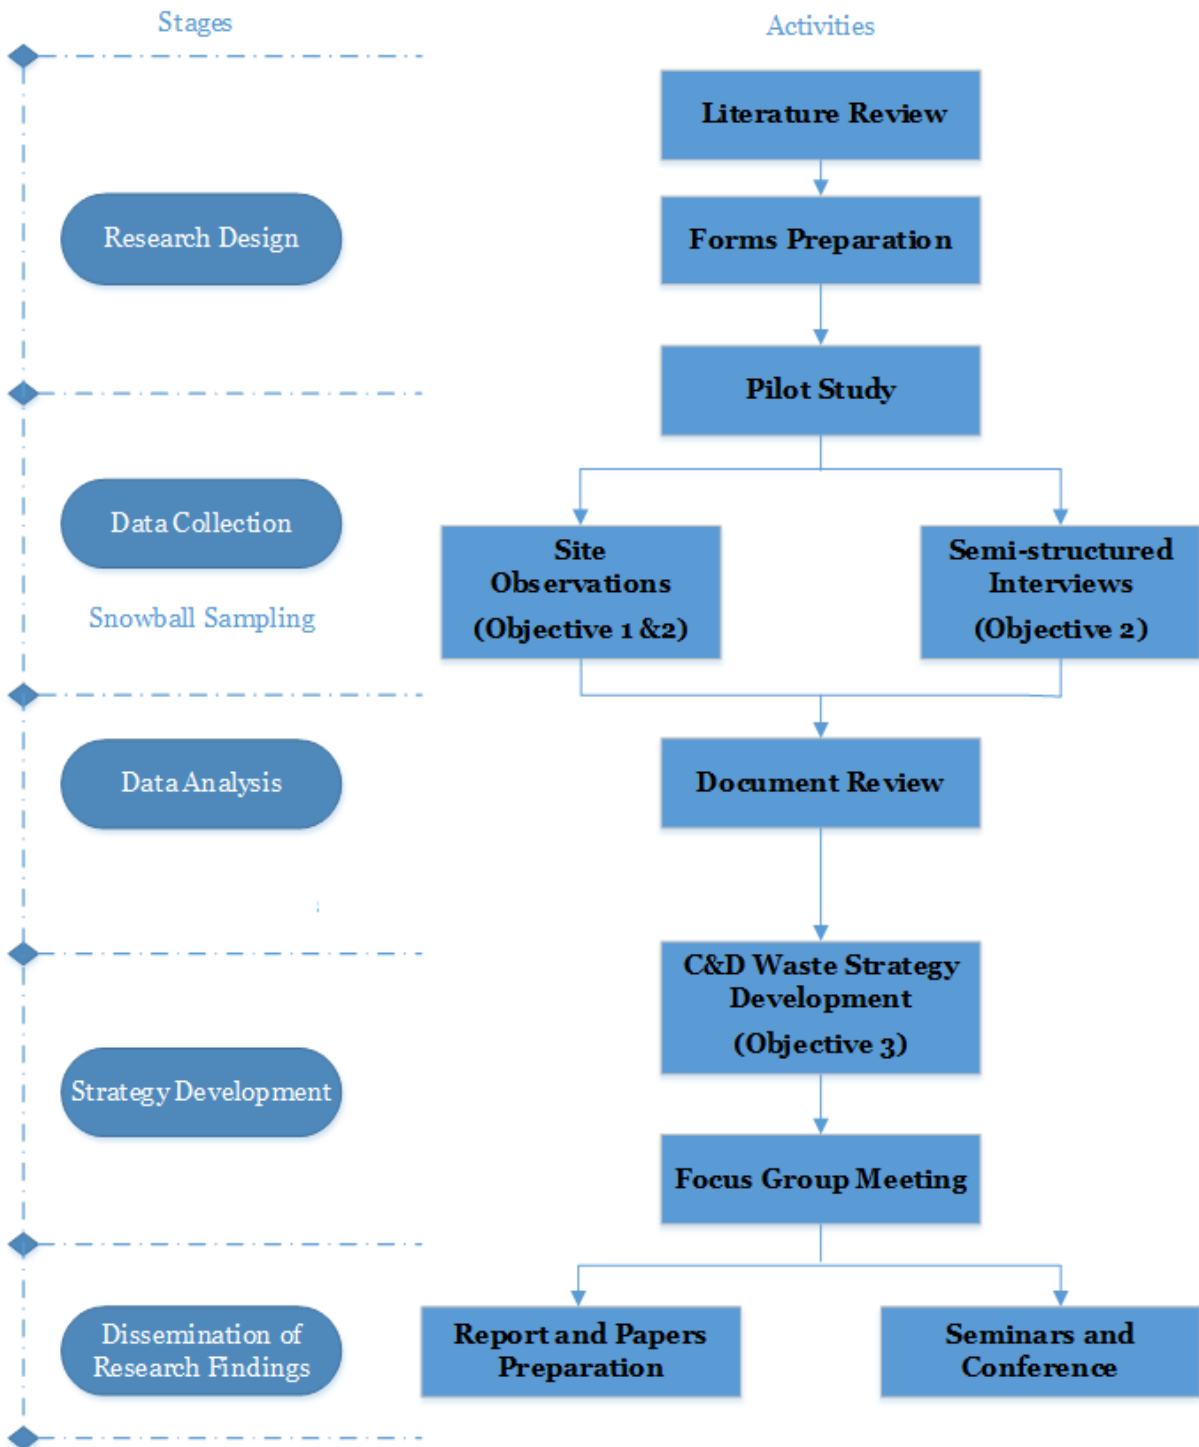 Stages
Activities
Literature Review
Research Design
Forms Preparation
Pilot Study
Data Collection
Snowball Sampling
Site
Observations
(Objective 1 &2)
Semi-structured
Interviews
(Objective 2)
Data Analysis
Document Review
C&D Waste Strategy
Development
(Objective 3)
Strategy Development
Focus Group Meeting
Dissemination of
Research Findings
Report and Papers
Preparation
Seminars and
Conference